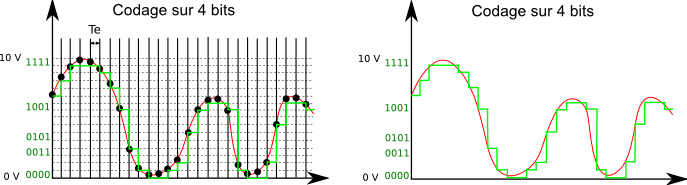 Codage sur 4 bits
Te
10 V
1111
1001
0101
0011
0 V
0000
Codage sur 4 bits
10 V
1111
1001
0101
0011
0 V
0000